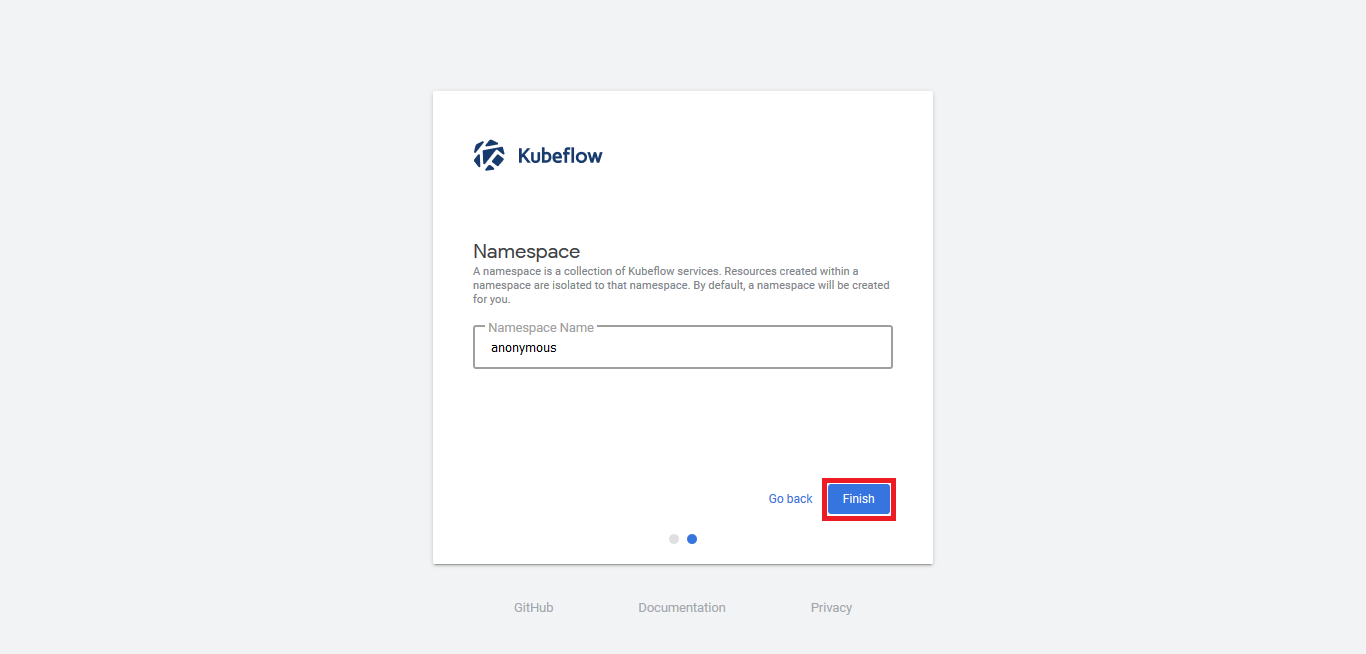 Kubeflow
Namespace
A namespace is a collection of Kubeflow services. Resources created within a
namespace are isolated to that namespace. By default, a namespace will be created
for you.
Namespace Name
anonymous
Go back
Finish
GitHub
Documentation
Privacy